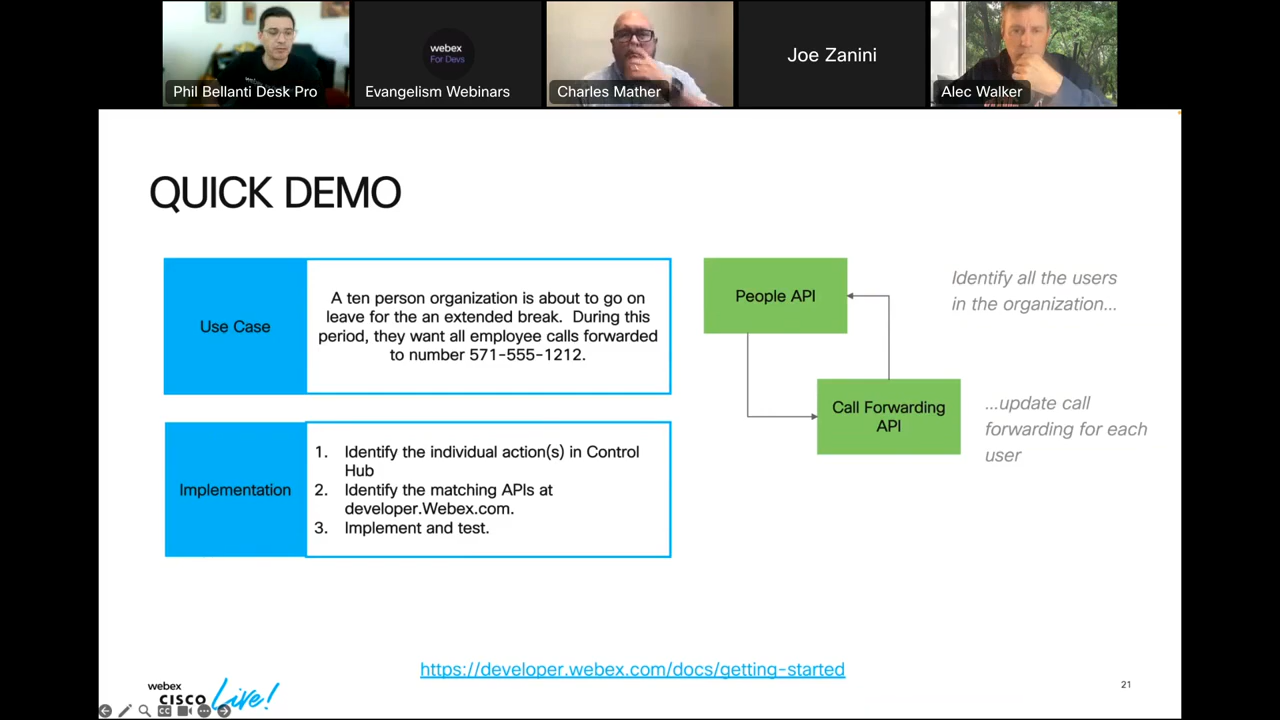 Phil Bellanti Desk Pro
webex
For Devs
Evangelism Webinars
Charles Mather
Joe Zanini
Alec Walker
QUICK DEMO
Use Case
A ten person organization is about to go on
leave for the an extended break. During this
period, they want all employee calls forwarded
to number 571-555-1212.
Implementation
1. Identify the individual action(s) in Control
Hub
2. Identify the matching APIs at
developer.Webex.com.
3. Implement and test.
People API
Identify all the users
in the organization...
Call Forwarding
API
...update call
forwarding for each
user
https://developer.webex.com/docs/getting-started
webex
CISCO Live!
21
CC